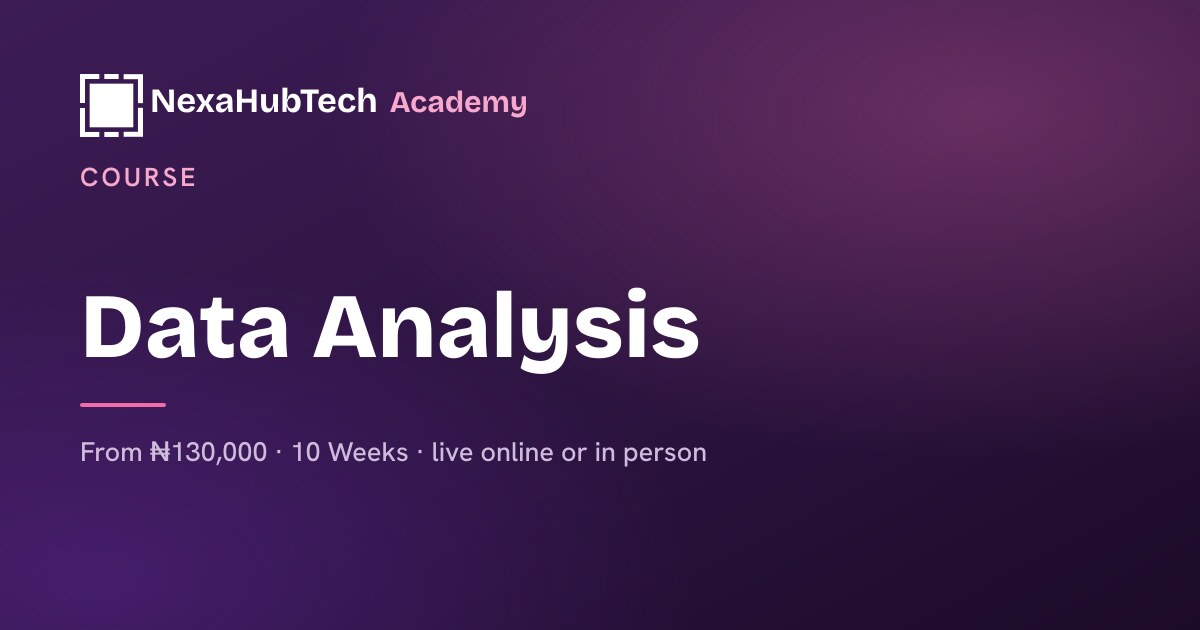 NexaHubTech Academy
COURSE
Data Analysis
From ₦130,000 · 10 Weeks · live online or in person